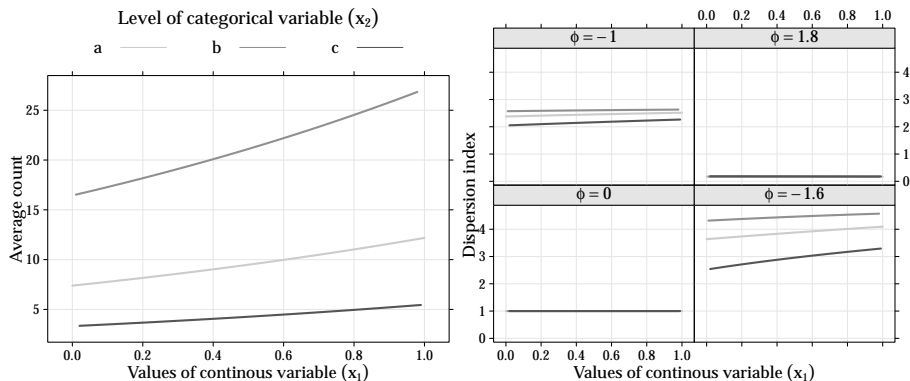 Level of categorical variable (x₂)
a b c
Average count
25
20
15
10
5
0.0 0.2 0.4 0.6 0.8 1.0
Values of continous variable (x₁)
0.0 0.2 0.4 0.6 0.8 1.0
ϕ = −1 ϕ = 1.8
4
3
2
1
0
Dispersion index
ϕ = 0 ϕ = −1.6
4
3
2
1
0
0.0 0.2 0.4 0.6 0.8 1.0
Values of continous variable (x₁)